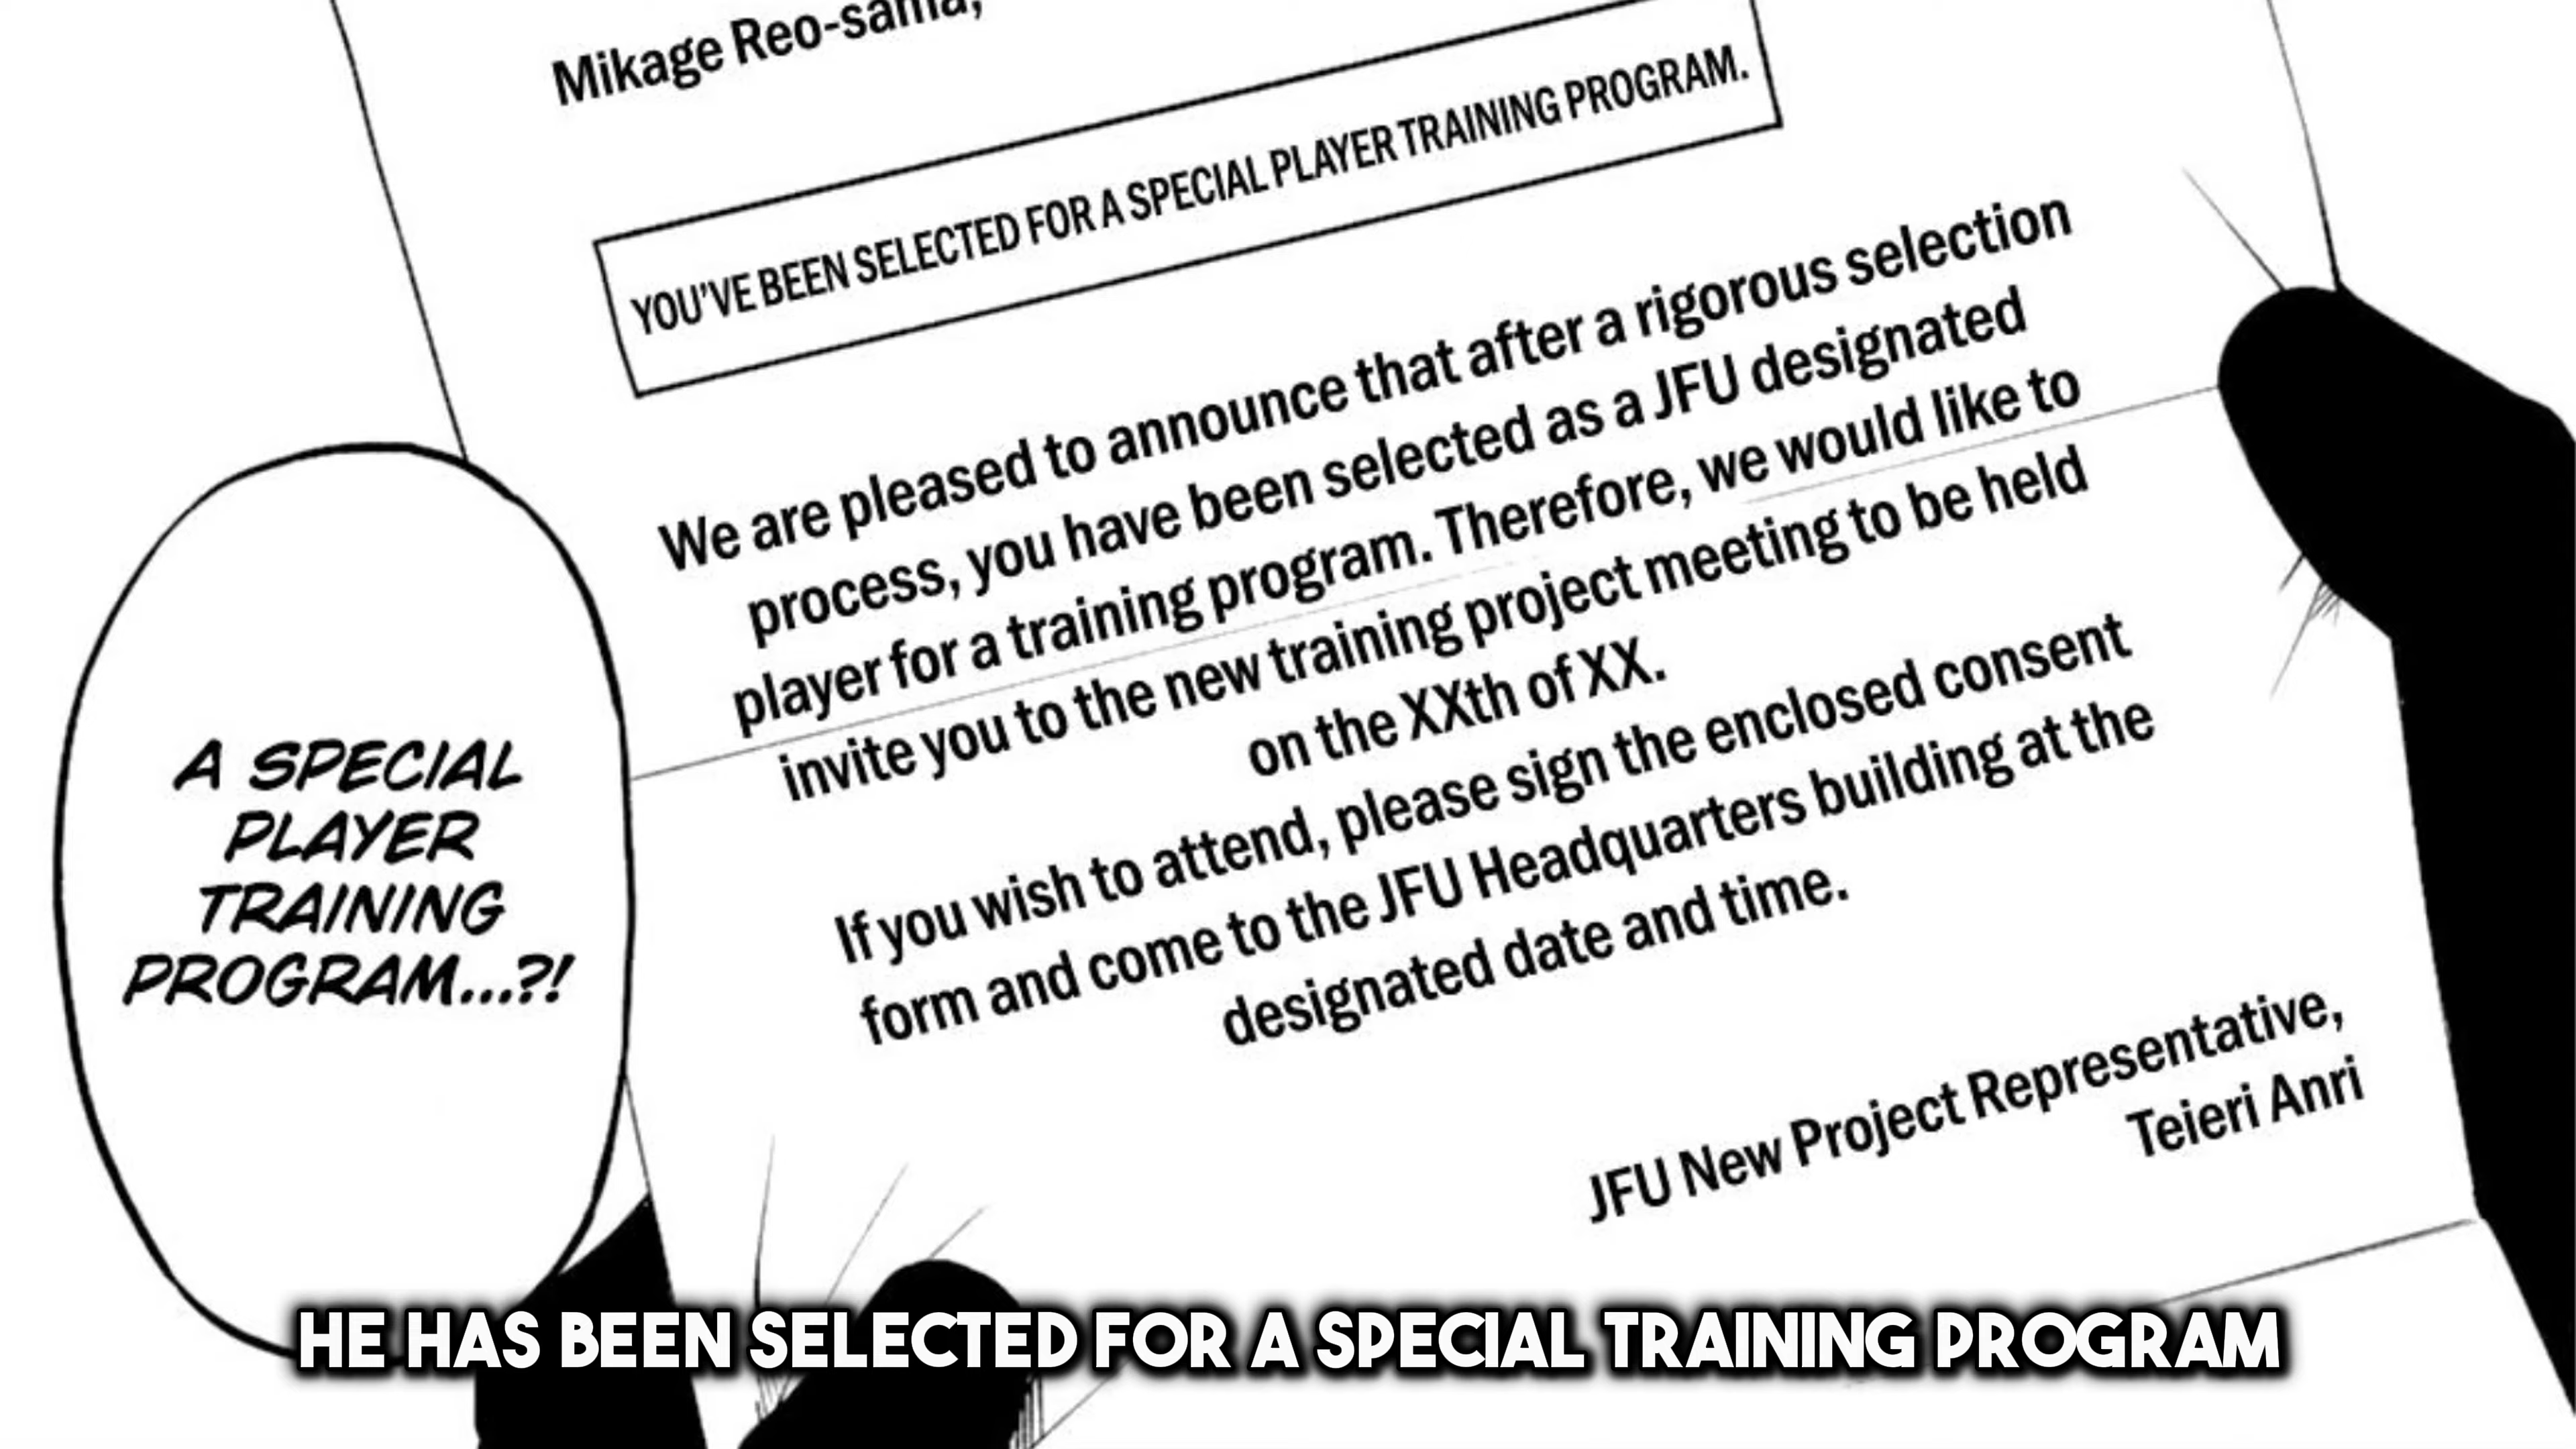 Mikage Reo-sama,
YOU'VE BEEN SELECTED FOR A SPECIAL PLAYER TRAINING PROGRAM.
We are pleased to announce that after a rigorous selection
process, you have been selected as a JFU designated
player for a training program. Therefore, we would like to
invite you to the new training project meeting to be held
on the XXth of XX.
If you wish to attend, please sign the enclosed consent
form and come to the JFU Headquarters building at the
designated date and time.
JFU New Project Representative,
Teieri Anri
A SPECIAL
PLAYER
TRAINING
PROGRAM...?!
HE HAS BEEN SELECTED FOR A SPECIAL TRAINING PROGRAM